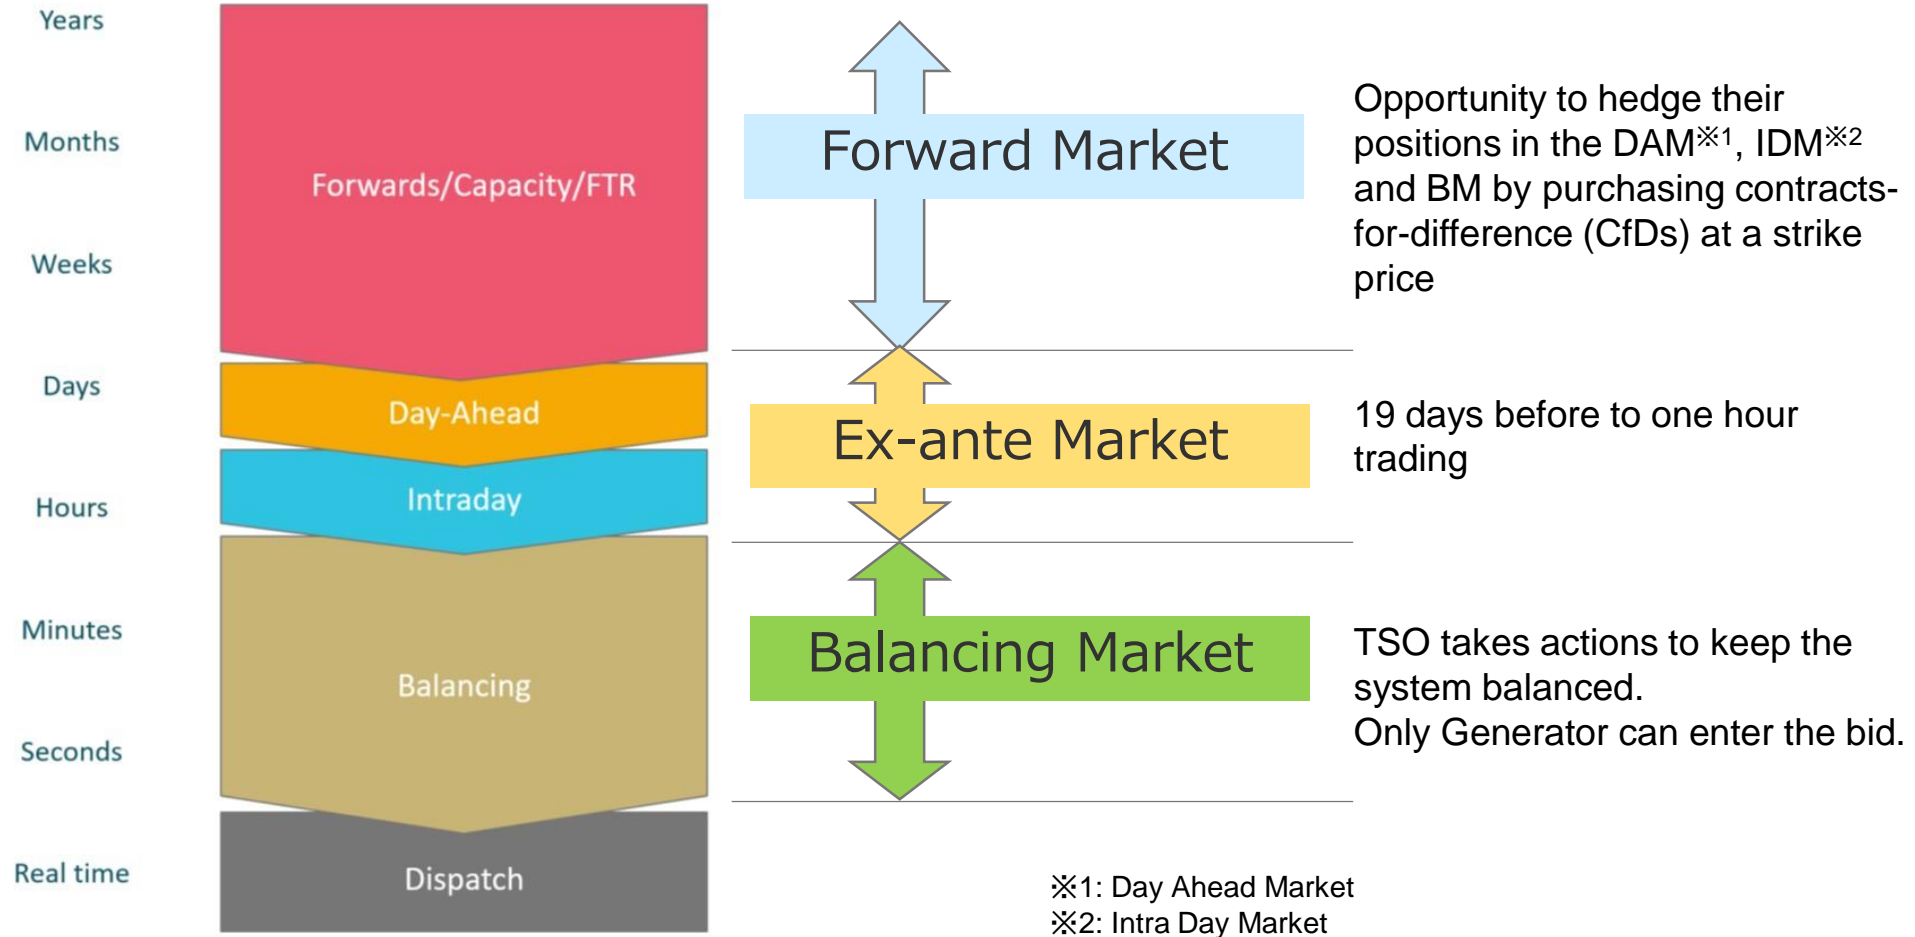 Years
Months
Weeks
Days
Hours
Minutes
Seconds
Real time
Forwards/Capacity/FTR
Day-Ahead
Intraday
Balancing
Dispatch
Forward Market
Ex-ante Market
Balancing Market
Opportunity to hedge their
positions in the DAM※1, IDM※2
and BM by purchasing contracts-
for-difference (CfDs) at a strike
price
19 days before to one hour
trading
TSO takes actions to keep the
system balanced.
Only Generator can enter the bid.
※1: Day Ahead Market
※2: Intra Day Market